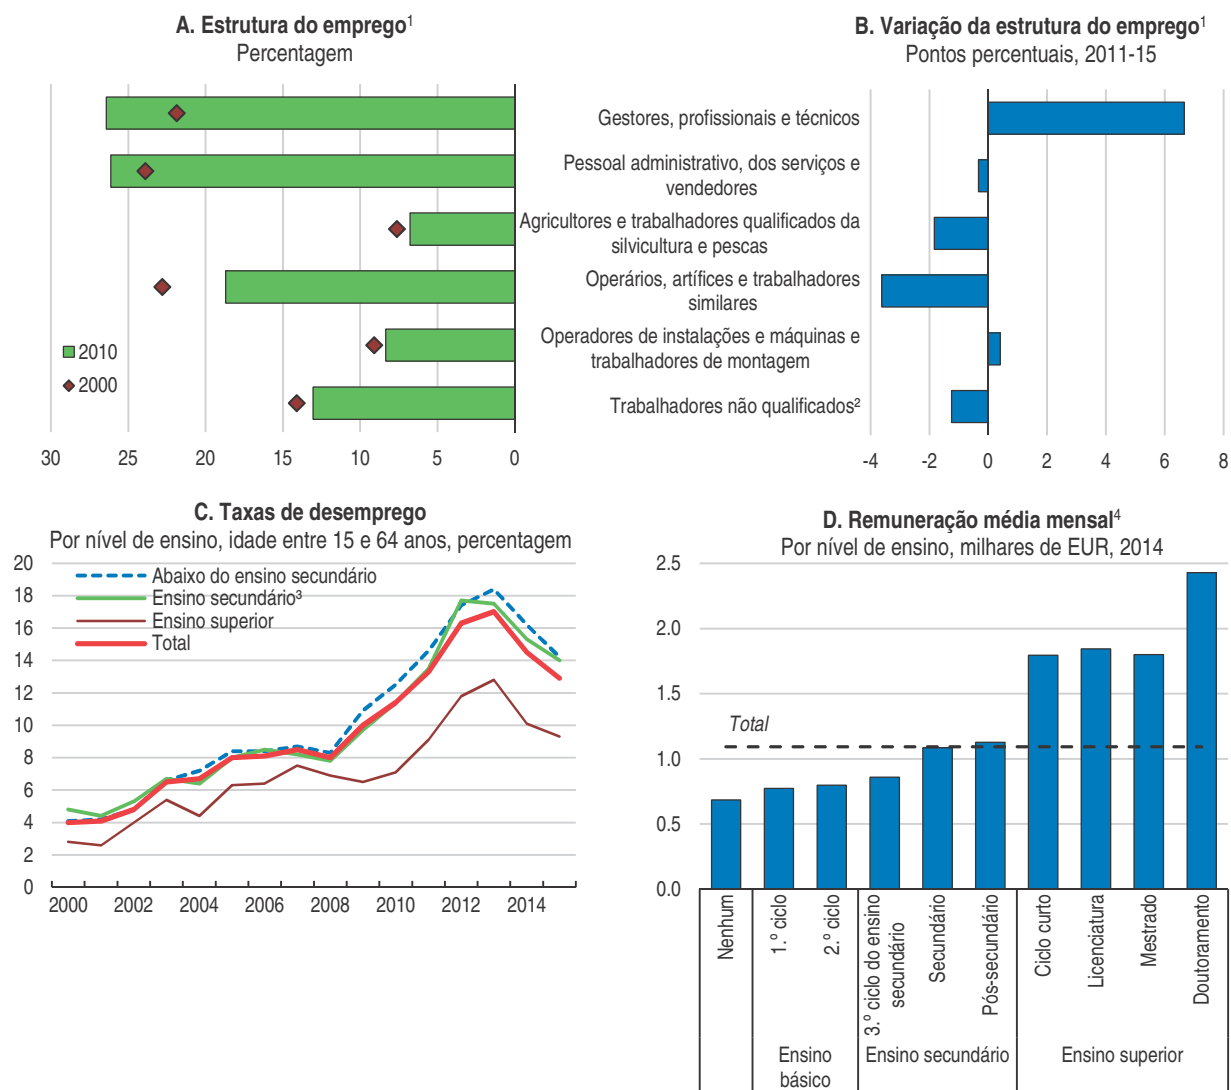 A. Estrutura do emprego¹
Percentagem
2010
2000
30 25 20 15 10 5 0
B. Variação da estrutura do emprego¹
Pontos percentuais, 2011-15
Gestores, profissionais e técnicos
Pessoal administrativo, dos serviços e
vendedores
Agricultores e trabalhadores qualificados da
silvicultura e pescas
Operários, artífices e trabalhadores
similares
Operadores de instalações e máquinas e
trabalhadores de montagem
Trabalhadores não qualificados²
-4 -2 0 2 4 6 8
C. Taxas de desemprego
Por nível de ensino, idade entre 15 e 64 anos, percentagem
20
18
16
14
12
10
8
6
4
2
0
Abaixo do ensino secundário
Ensino secundário³
Ensino superior
Total
2000 2002 2004 2006 2008 2010 2012 2014
D. Remuneração média mensal⁴
Por nível de ensino, milhares de EUR, 2014
2.5
2.0
1.5
1.0
0.5
0.0
Total
Nenhum
1.º ciclo
2.º ciclo
3.º ciclo do ensino
secundário
Secundário
Pós-secundário
Ciclo curto
Licenciatura
Mestrado
Doutoramento
Ensino
básico
Ensino secundário
Ensino superior